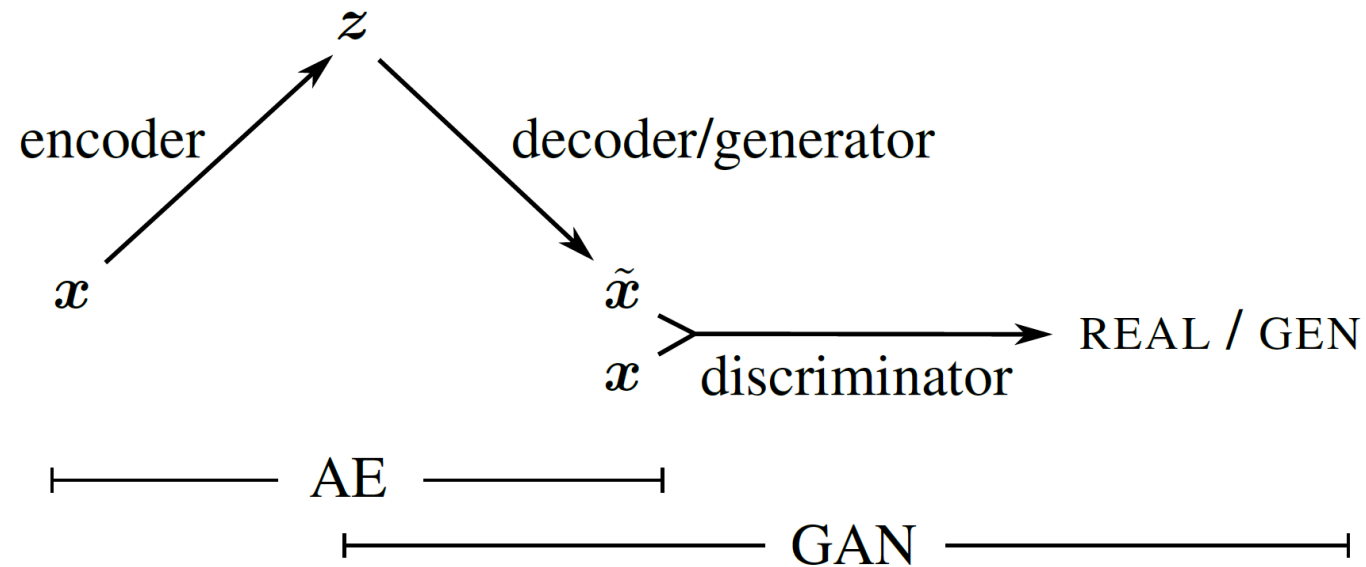 z
encoder
decoder/generator
x
x̃
x
discriminator
REAL / GEN
AE
GAN